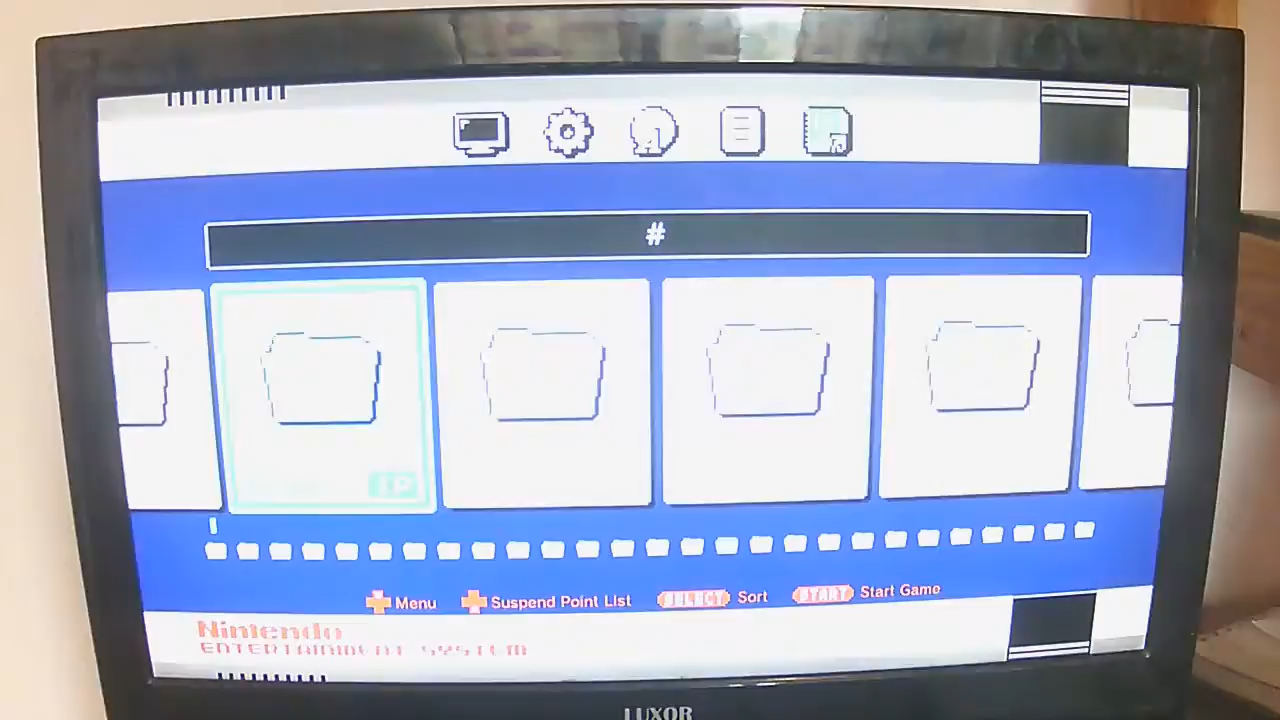 #
1P
Menu
Suspend Point List
SELECT Sort
START Start Game
Nintendo
ENTERTAINMENT SYSTEM
LUXOR